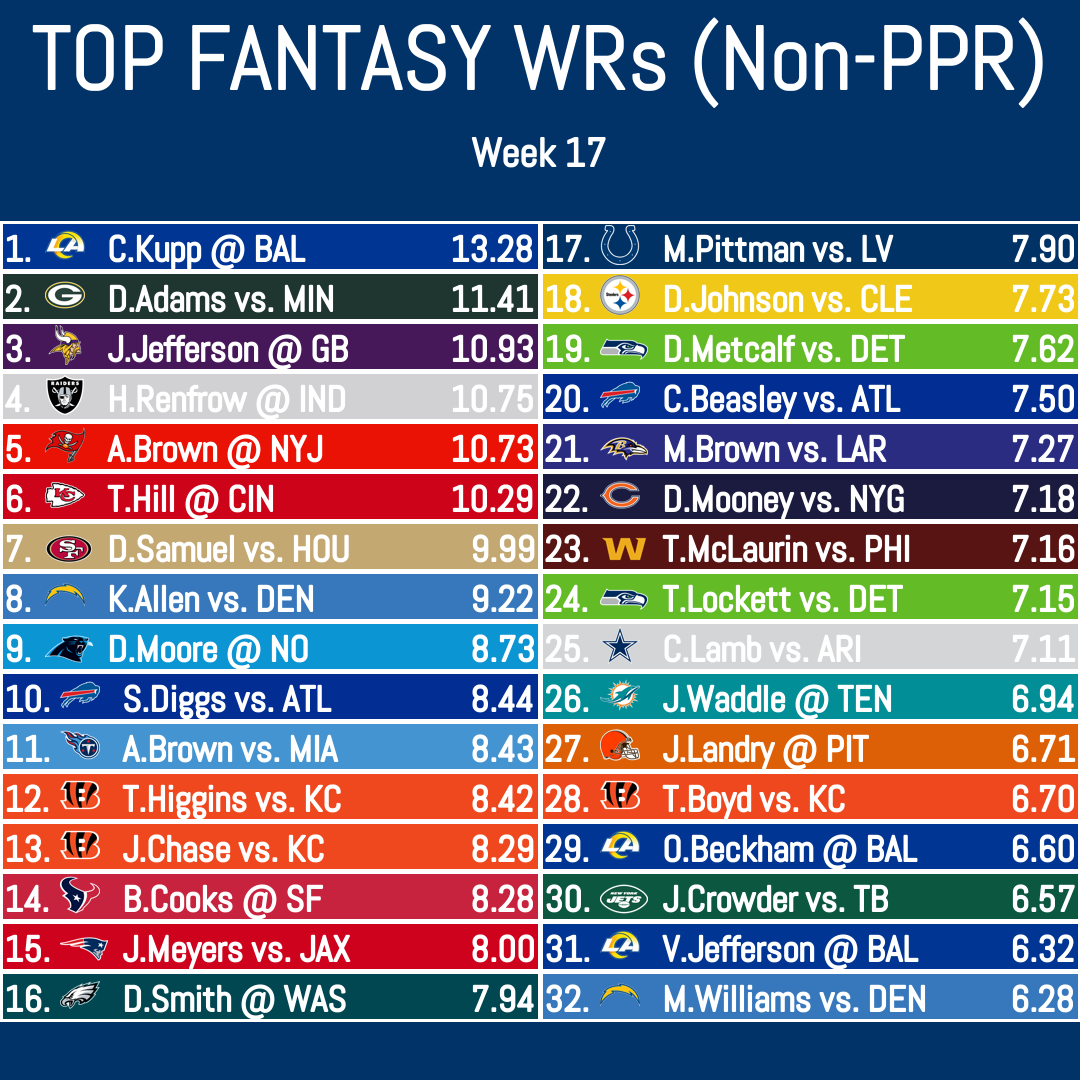 TOP FANTASY WRs (Non-PPR)
Week 17
1. C.Kupp @ BAL 13.28
2. D.Adams vs. MIN 11.41
3. J.Jefferson @ GB 10.93
4. RAIDERS H.Renfrow @ IND 10.75
5. A.Brown @ NYJ 10.73
6. KC T.Hill @ CIN 10.29
7. SF D.Samuel vs. HOU 9.99
8. K.Allen vs. DEN 9.22
9. D.Moore @ NO 8.73
10. S.Diggs vs. ATL 8.44
11. T A.Brown vs. MIA 8.43
12. T.Higgins vs. KC 8.42
13. J.Chase vs. KC 8.29
14. B.Cooks @ SF 8.28
15. J.Meyers vs. JAX 8.00
16. D.Smith @ WAS 7.94
17. M.Pittman vs. LV 7.90
18. Steelers D.Johnson vs. CLE 7.73
19. D.Metcalf vs. DET 7.62
20. C.Beasley vs. ATL 7.50
21. M.Brown vs. LAR 7.27
22. D.Mooney vs. NYG 7.18
23. W T.McLaurin vs. PHI 7.16
24. T.Lockett vs. DET 7.15
25. C.Lamb vs. ARI 7.11
26. J.Waddle @ TEN 6.94
27. J.Landry @ PIT 6.71
28. T.Boyd vs. KC 6.70
29. LA O.Beckham @ BAL 6.60
30. NEW YORK JETS J.Crowder vs. TB 6.57
31. LA V.Jefferson @ BAL 6.32
32. M.Williams vs. DEN 6.28